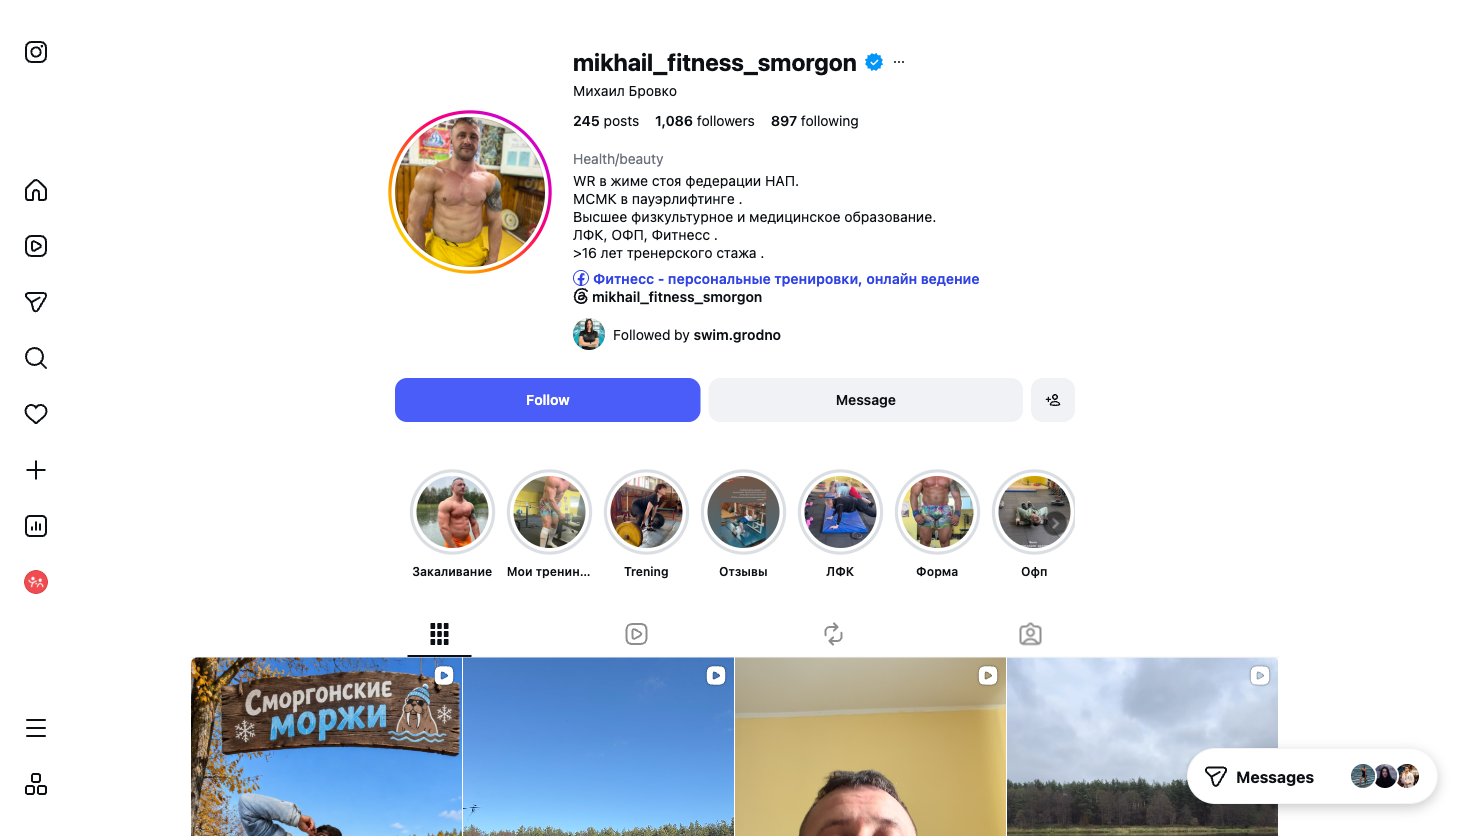 mikhail_fitness_smorgon
Михаил Бровко
245 posts 1,086 followers 897 following
Health/beauty
WR в жиме стоя федерации НАП.
МСМК в пауэрлифтинге .
Высшее физкультурное и медицинское образование.
ЛФК, ОФП, Фитнесс .
>16 лет тренерского стажа .
Фитнесс - персональные тренировки, онлайн ведение
mikhail_fitness_smorgon
Followed by swim.grodno
Follow Message
Закаливание Мои тренин... Trening Отзывы ЛФК Форма Офп
Сморгонские
моржи
Messages